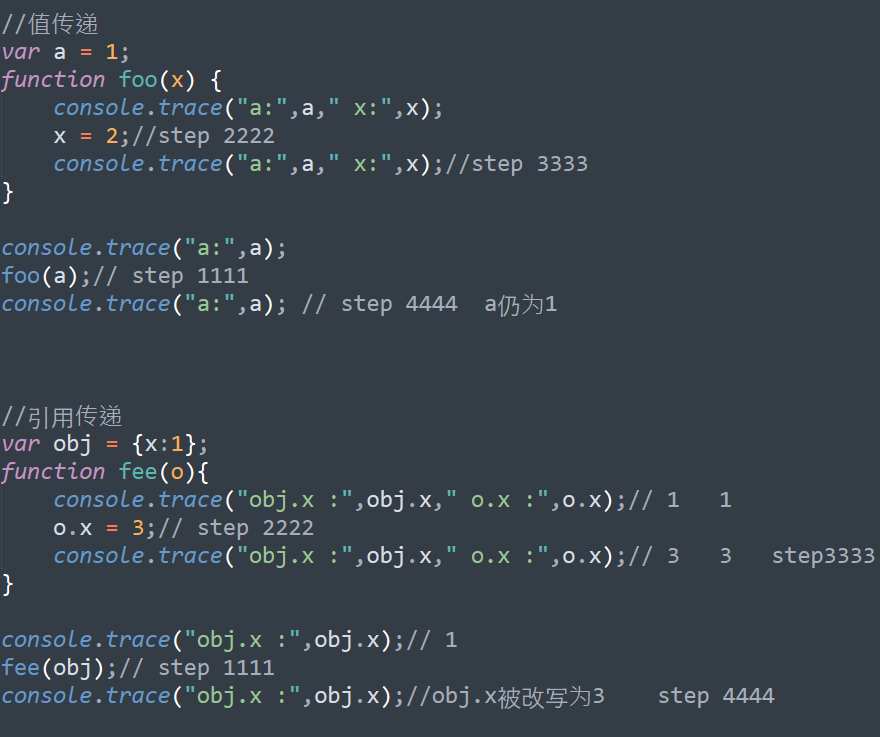 //值传递
var a = 1;
function foo(x) {
    console.trace("a:",a," x:",x);
    x = 2;//step 2222
    console.trace("a:",a," x:",x);//step 3333
}
console.trace("a:",a);
foo(a);// step 1111
console.trace("a:",a); // step 4444  a仍为1
//引用传递
var obj = {x:1};
function fee(o){
    console.trace("obj.x :",obj.x," o.x :",o.x);// 1   1
    o.x = 3;// step 2222
    console.trace("obj.x :",obj.x," o.x :",o.x);// 3   3   step3333
}
console.trace("obj.x :",obj.x);// 1
fee(obj);// step 1111
console.trace("obj.x :",obj.x);//obj.x被改写为3    step 4444